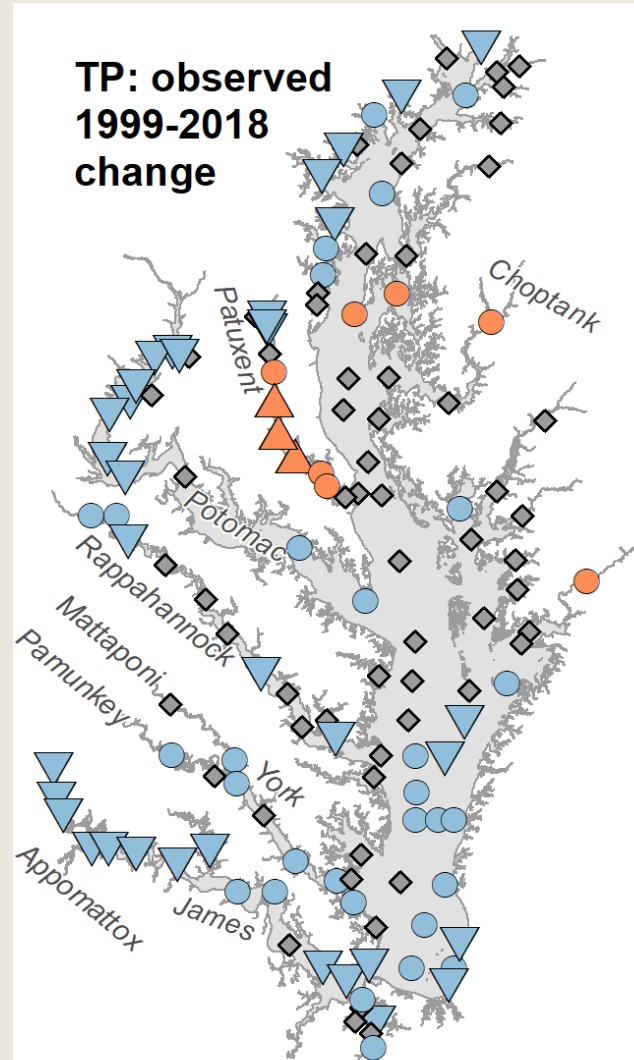 TP: observed
1999-2018
change
Choptank
Patuxent
Potomac
Rappahannock
Mattaponi
Pamunkey
York
Appomattox
James